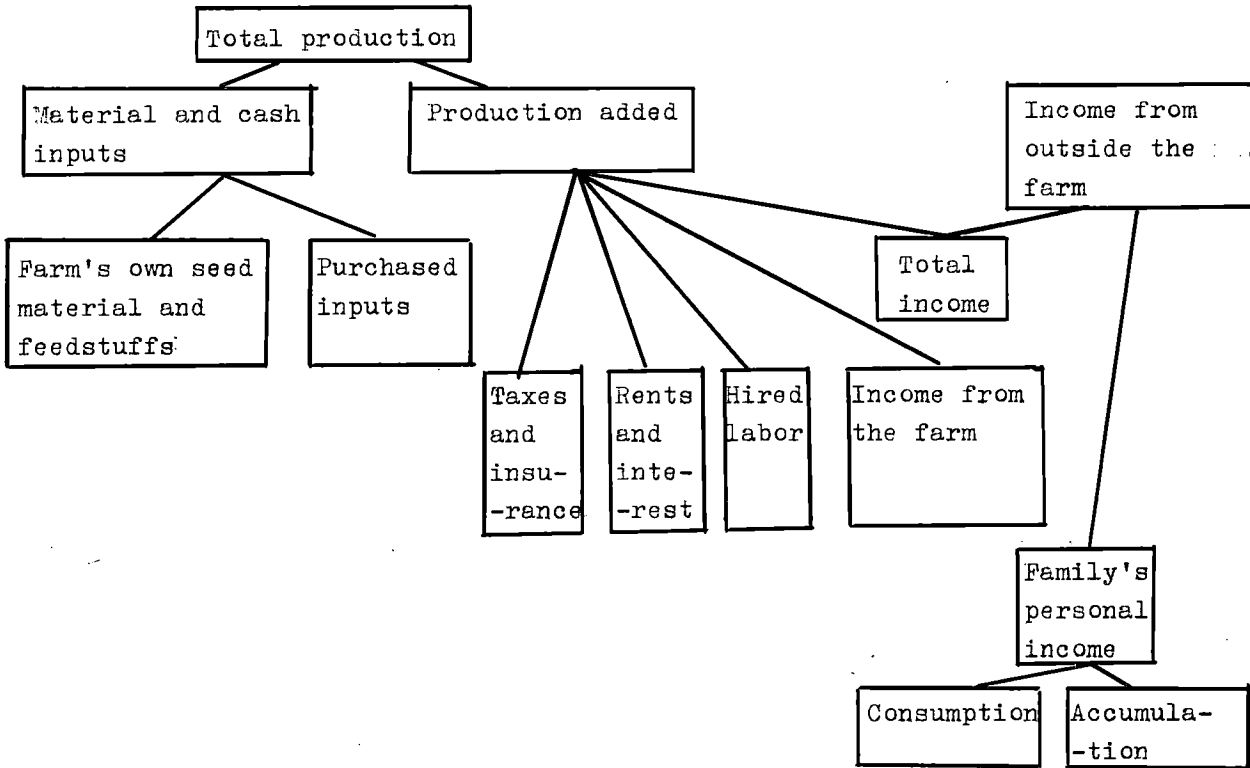 Total production
Material and cash
inputs
Production added
Income from
outside the
farm
Farm's own seed
material and
feedstuffs
Purchased
inputs
Total
income
Taxes
and
insu-
-rance
Rents
and
inte-
-rest
Hired
labor
Income from
the farm
Family's
personal
income
Consumption
Accumula-
-tion